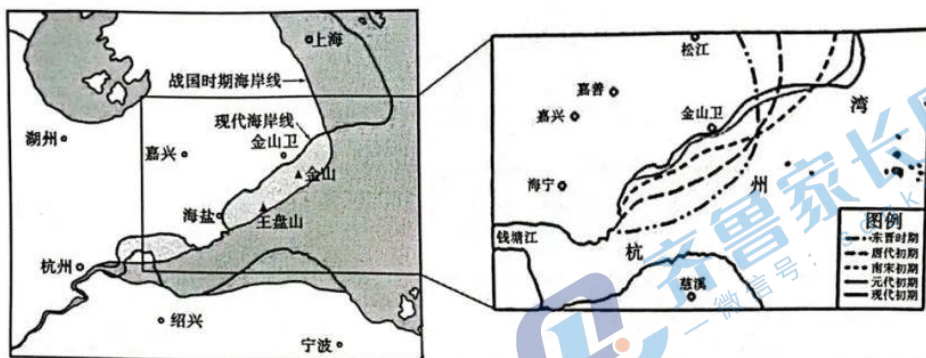 上海
战国时期海岸线
现代海岸线
湖州
嘉兴
金山卫
金山
海盐
王盘山
杭州
绍兴
宁波
松江
嘉善
嘉兴
金山卫
湾
海宁
州
钱塘江
杭
慈溪
图例
东晋时期
唐代初期
南宋初期
元代初期
现代初期
齐鲁家长
微信号: